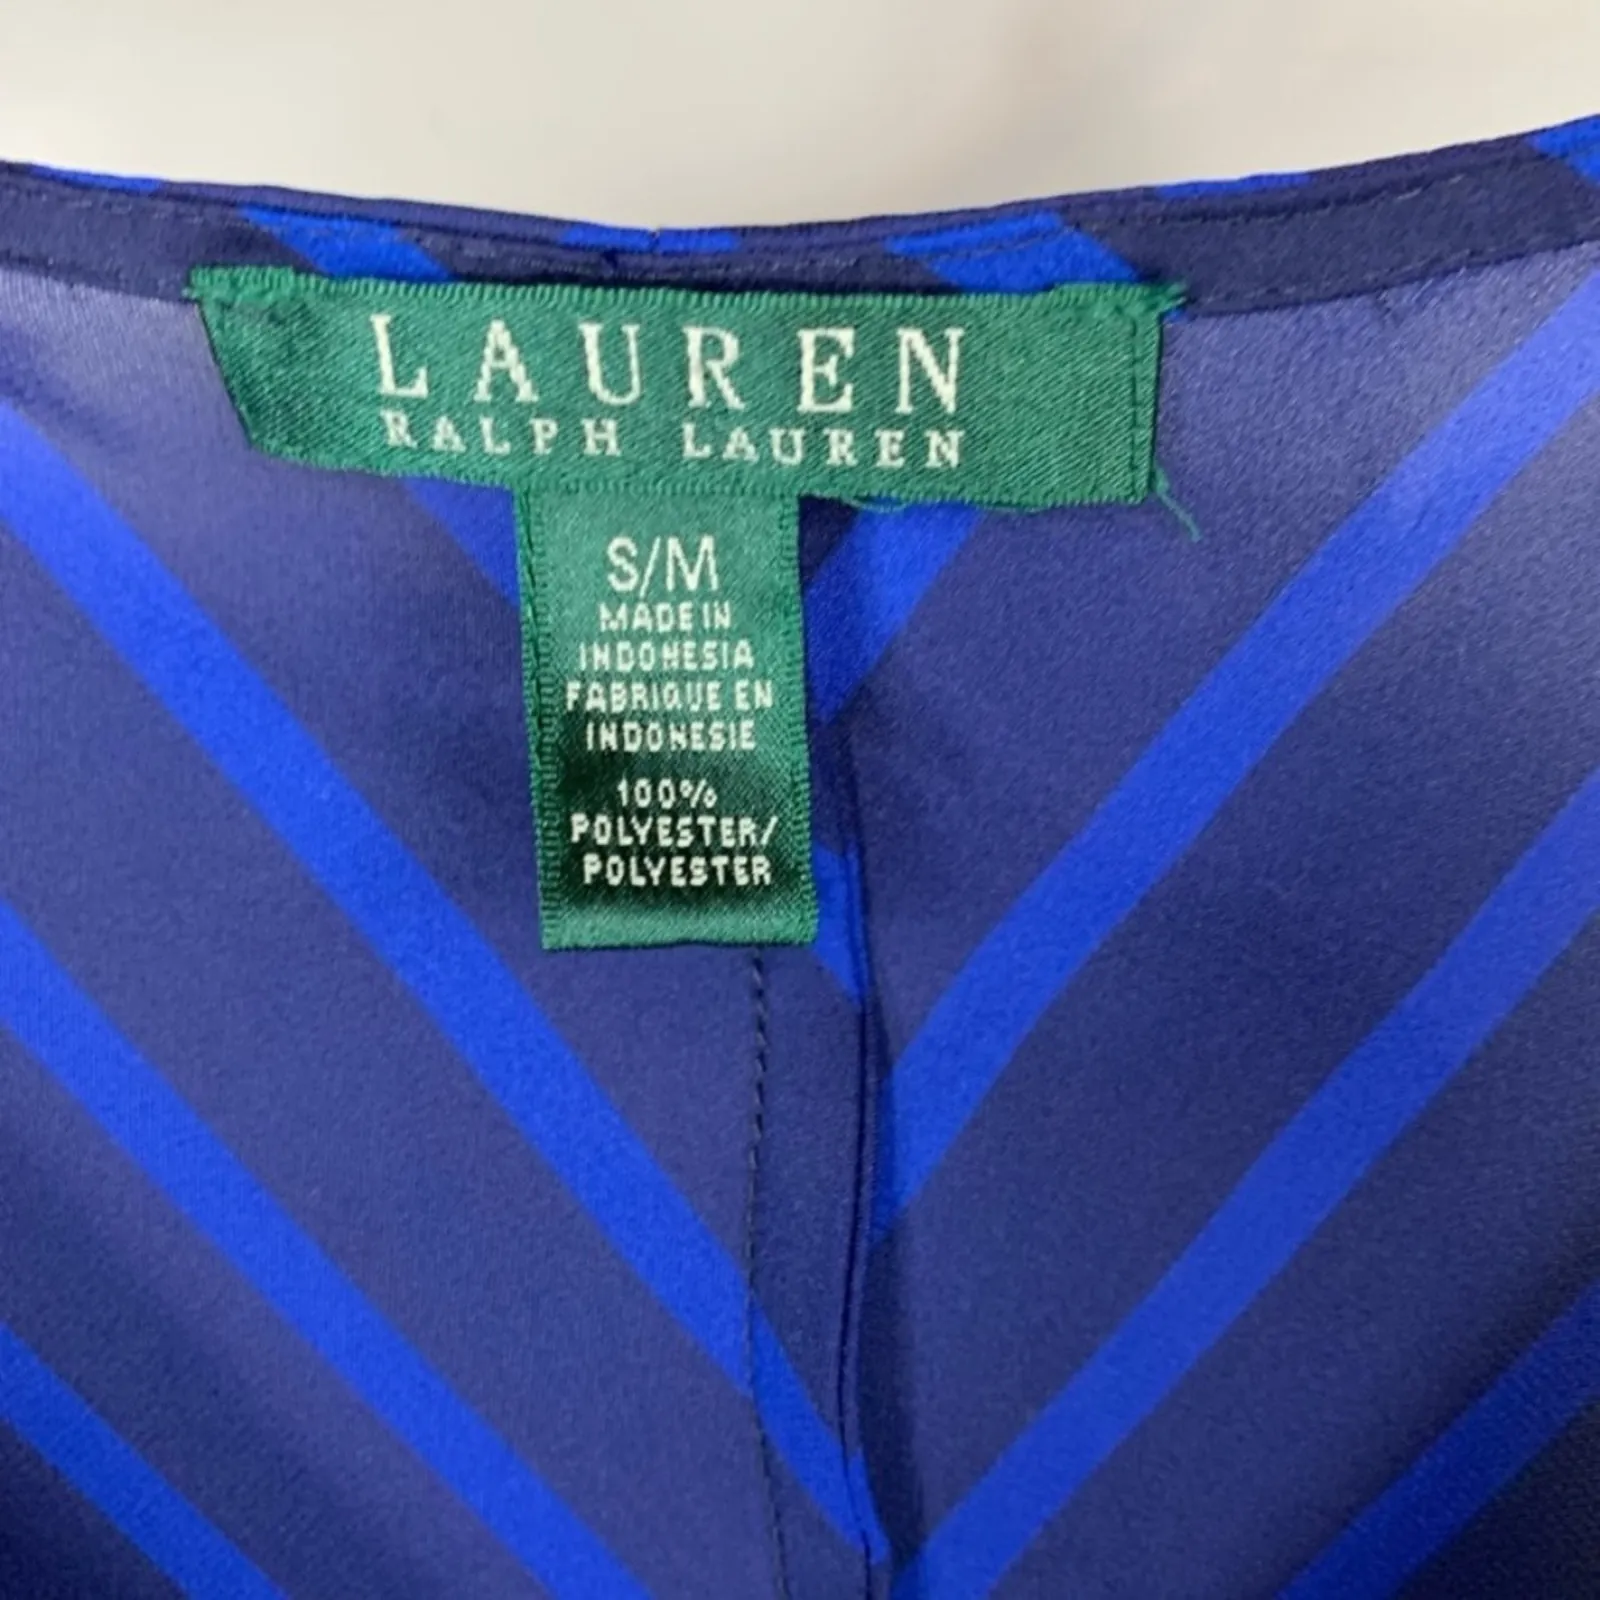 LAUREN
RALPH LAUREN
S/M
MADE IN
INDONESIA
FABRIQUE EN
INDONESIE
100%
POLYESTER/
POLYESTER